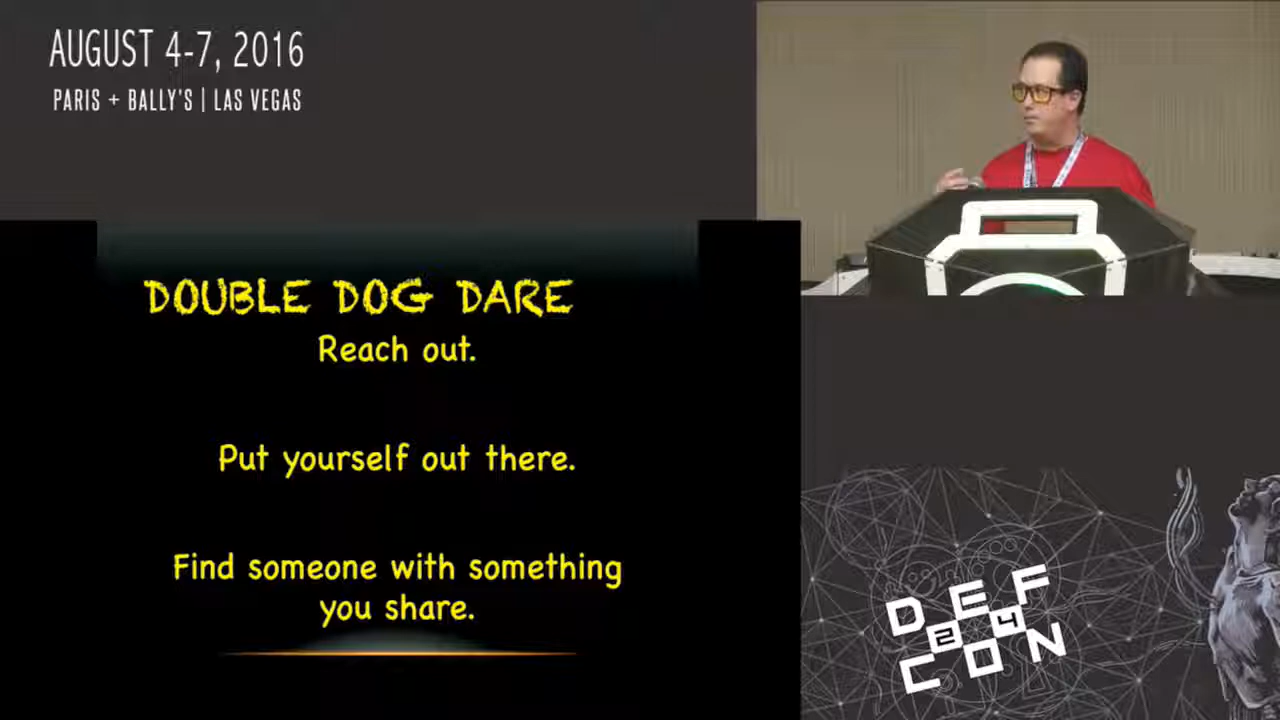 AUGUST 4-7, 2016
PARIS + BALLY'S | LAS VEGAS
DOUBLE DOG DARE
Reach out.
Put yourself out there.
Find someone with something
you share.
DEF
24
CON